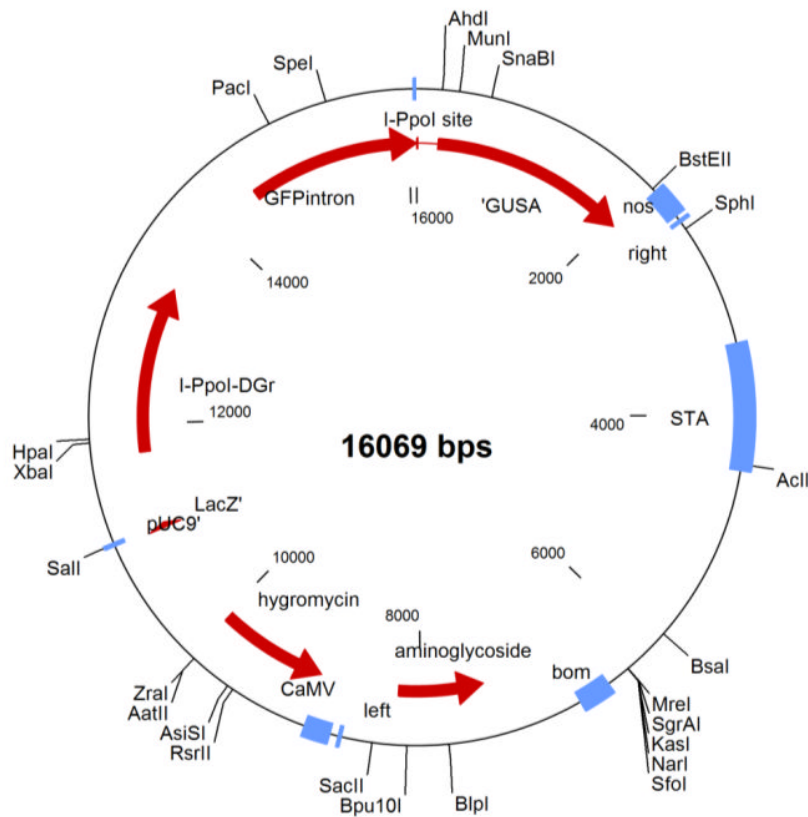 AhdI
MunI
SnaBI
SpeI
PacI
I-PpoI site
BstEII
GFPintron
II
16000
'GUSA
nos
SphI
right
14000
2000
I-PpoI-DGr
12000
16069 bps
4000
STA
HpaI
XbaI
AclI
LacZ'
pUC9'
SalI
10000
hygromycin
6000
8000
aminoglycoside
bom
BsaI
ZraI
AatII
AsiSI
RsrII
CaMV
left
MreI
SgrAI
KasI
NarI
SfoI
SacII
Bpu10I
BlpI